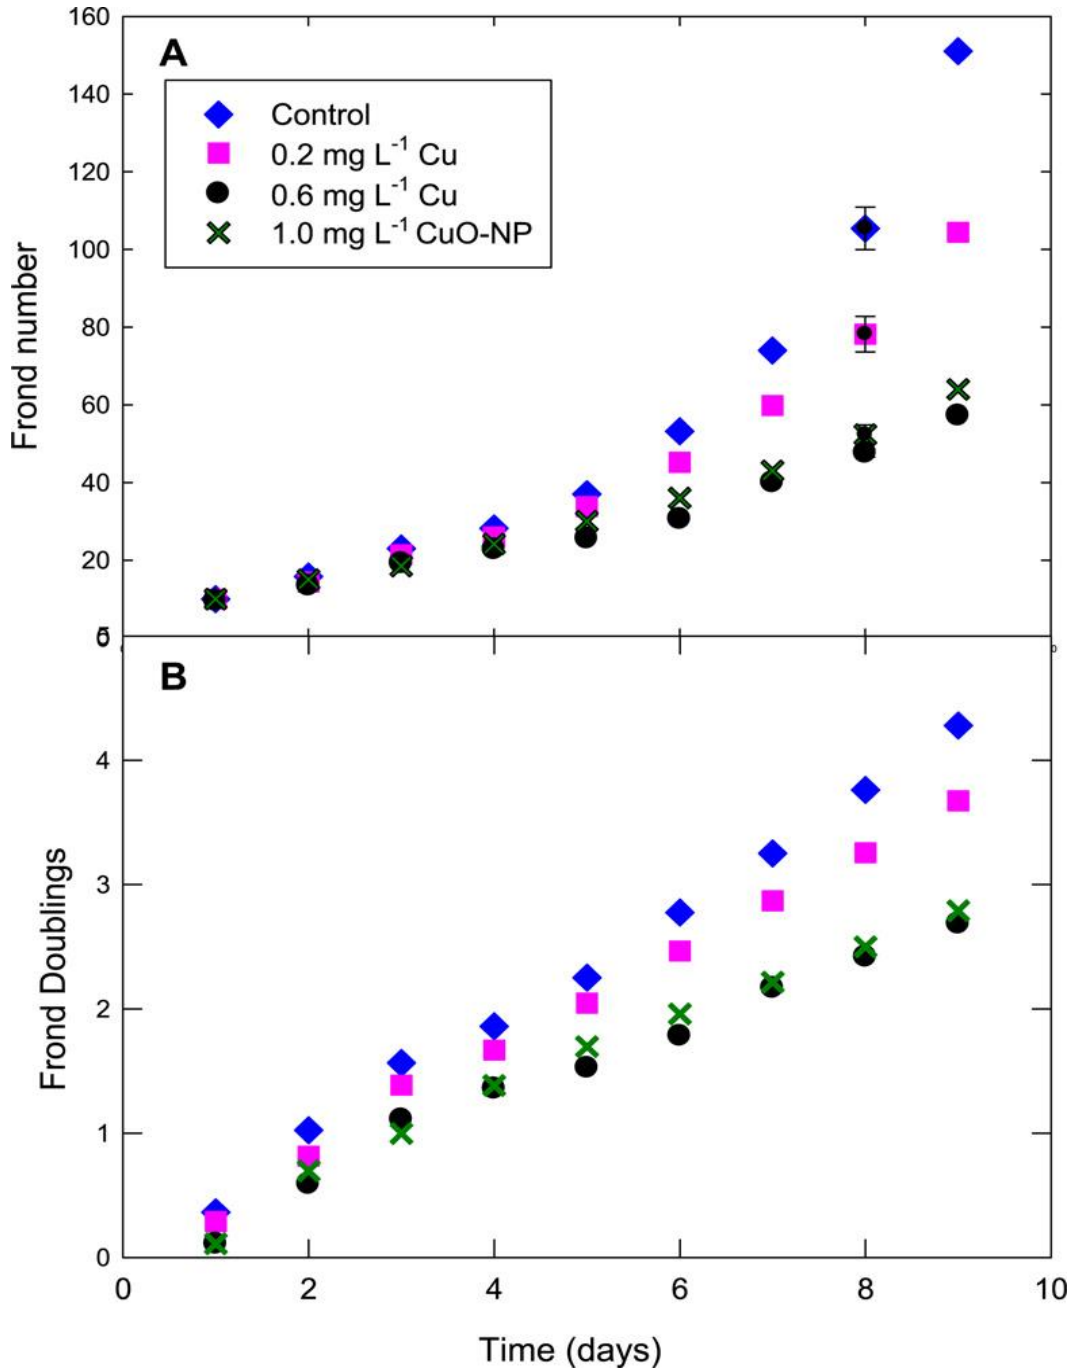 160
A
140
Control
0.2 mg L⁻¹ Cu
0.6 mg L⁻¹ Cu
1.0 mg L⁻¹ CuO-NP
120
100
80
60
40
20
0
Frond number
B
5
4
3
2
1
0
Frond Doublings
0 2 4 6 8 10
Time (days)